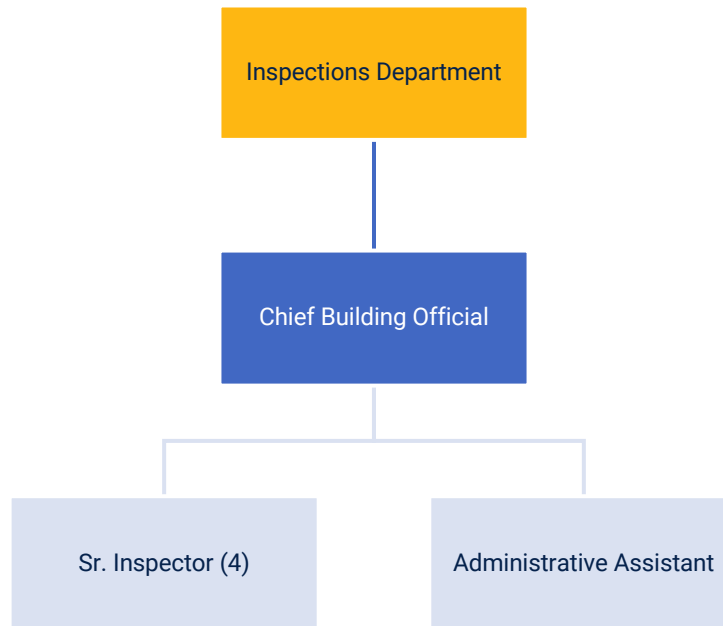 Inspections Department
Chief Building Official
Sr. Inspector (4)
Administrative Assistant